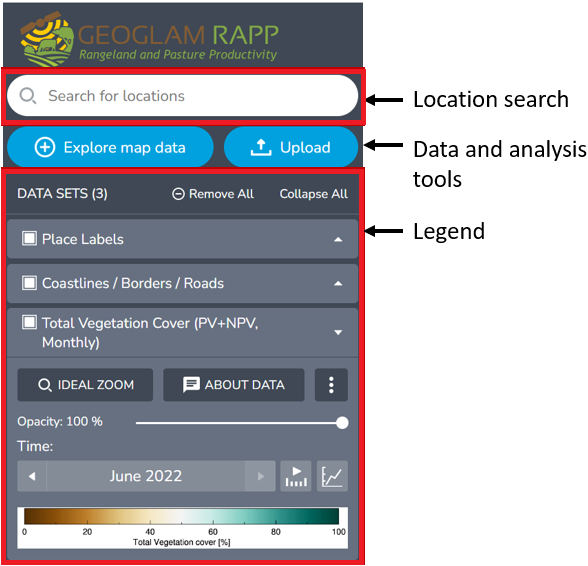 GEOGLAM RAPP
Rangeland and Pasture Productivity
Search for locations
Location search
Explore map data
Upload
Data and analysis
tools
DATA SETS (3)
Remove All
Collapse All
Legend
Place Labels
Coastlines / Borders / Roads
Total Vegetation Cover (PV+NPV,
Monthly)
IDEAL ZOOM
ABOUT DATA
Opacity: 100 %
Time:
June 2022
0 20 40 60 80 100
Total Vegetation cover [%]